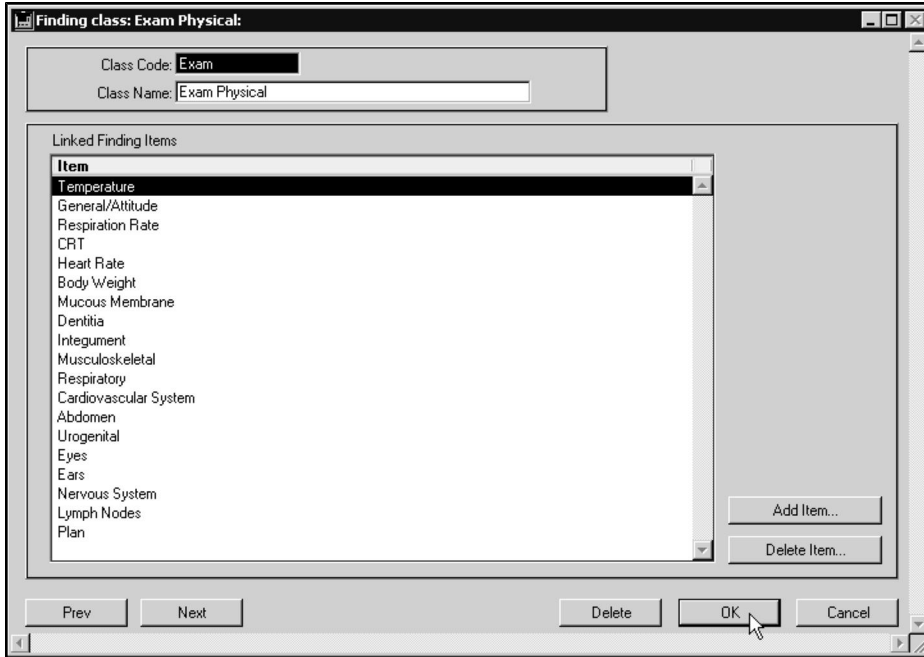 Finding class: Exam Physical:
Class Code: Exam
Class Name: Exam Physical
Linked Finding Items
Item
Temperature
General/Attitude
Respiration Rate
CRT
Heart Rate
Body Weight
Mucous Membrane
Dentitia
Integument
Musculoskeletal
Respiratory
Cardiovascular System
Abdomen
Urogenital
Eyes
Ears
Nervous System
Lymph Nodes
Plan
Add Item...
Delete Item...
Prev Next Delete OK Cancel